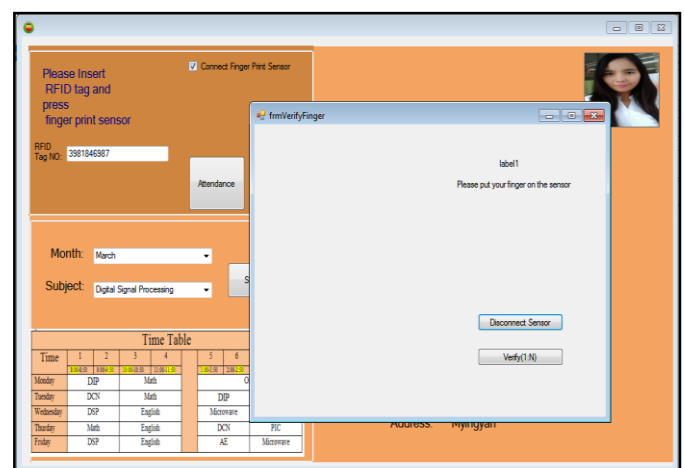 Please Insert
RFID tag and
press
finger print sensor
Connect Finger Print Sensor
RFID
Tag NO:
3981846987
Attendance
frmVerifyFinger
label1
Please put your finger on the sensor
Disconnect Sensor
Verify(1:N)
Month: March
Subject: Digital Signal Processing
S
Time Table
Time 1 2 3 4 5 6
Monday DIP Math O
Tuesday DCN Math DIP
Wednesday DSP English Microwave
Thursday Math English DCN PIC
Friday DSP English AE Microwave
Address: Myingyan